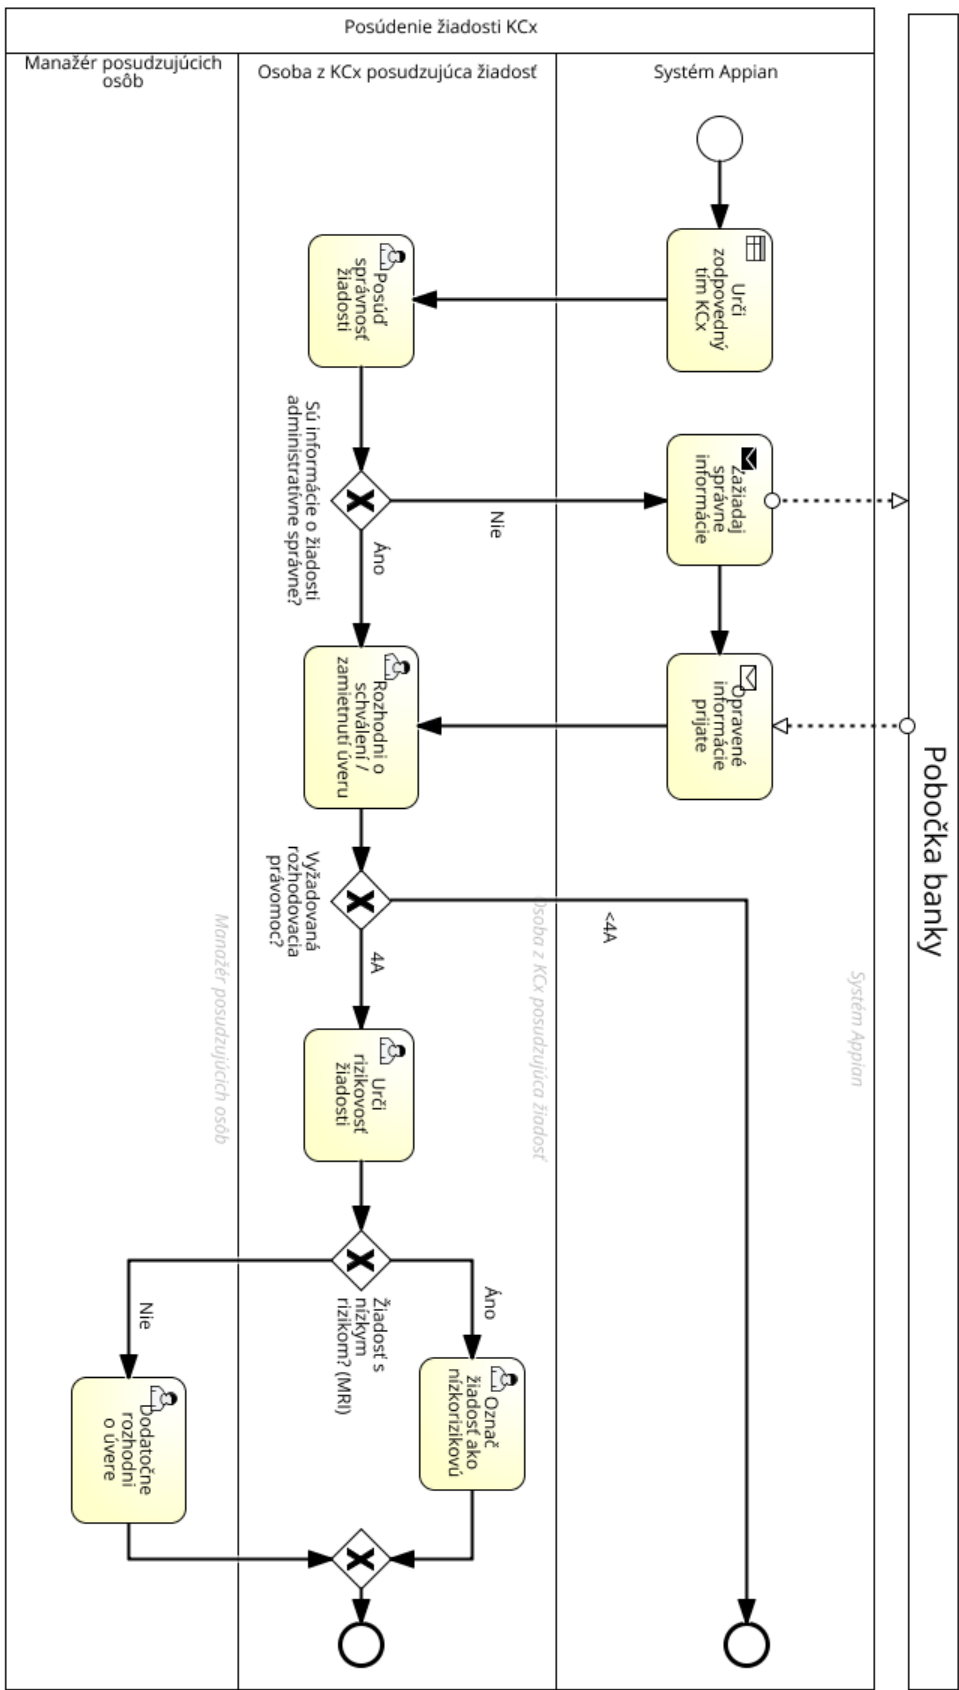 Posúdenie žiadosti KCx
Manažér posudzujúcich
osôb
Osoba z KCx posudzujúca žiadosť
Systém Appian
Pobočka banky
Urči
zodpovedný
tím KCx
Posúď
správnosť
žiadosti
Sú informácie o žiadosti
administratívne správne?
Nie
Áno
Zažiadaj
správne
informácie
Opravené
informácie
prijate
Rozhodni o
schválení /
zamietnutí úveru
Vyžadovaná
rozhodovacia
právomoc?
<4A
4A
Systém Appian
Osoba z KCx posudzujúca žiadosť
Manažér posudzujúcich osôb
Urči
rizikovosť
žiadosti
Žiadosť s
nízkym
rizikom? (MRI)
Áno
Nie
Označ
žiadosť ako
nízkorizikovú
Dodatočne
rozhodni
o úvere